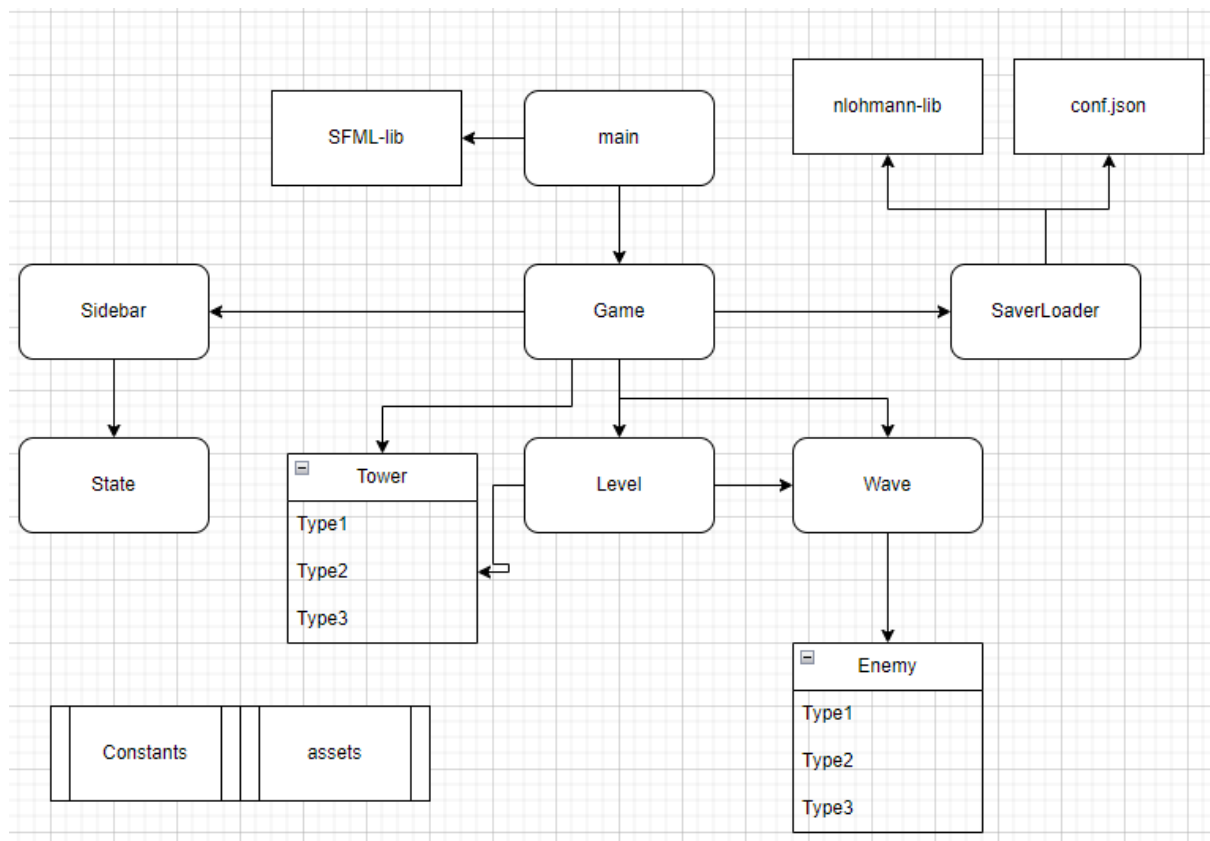 SFML-lib
main
nlohmann-lib
conf.json
Sidebar
Game
SaverLoader
State
Tower
Type1
Type2
Type3
Level
Wave
Enemy
Type1
Type2
Type3
Constants
assets